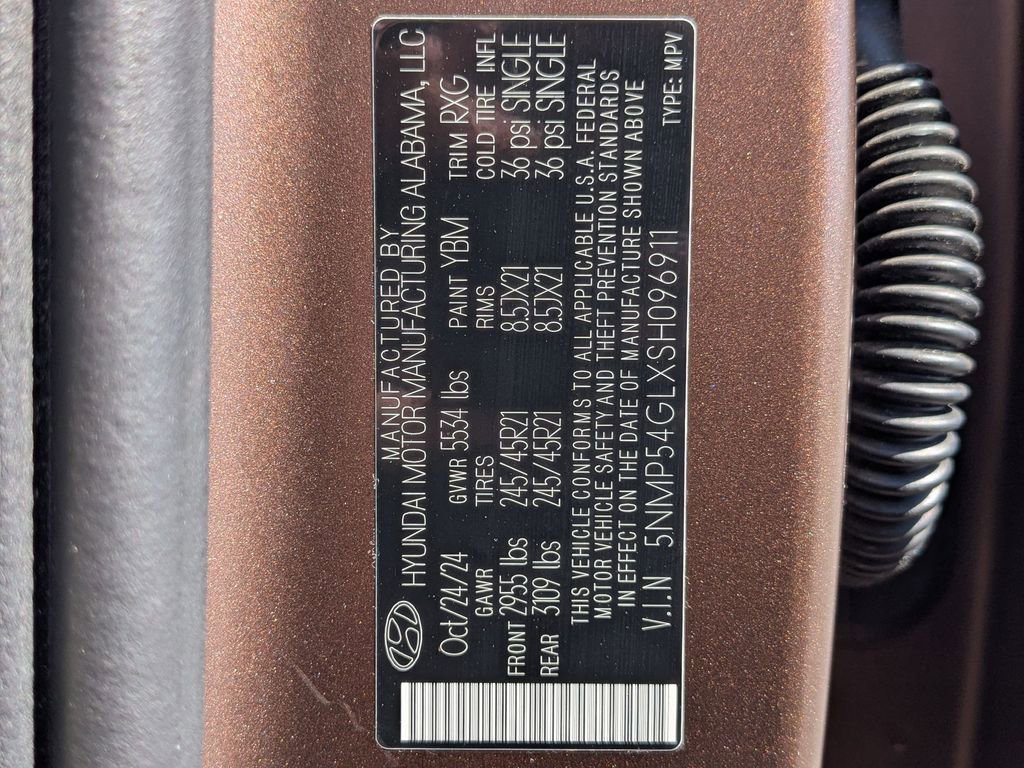 MANUFACTURED BY
HYUNDAI MOTOR MANUFACTURING ALABAMA, LLC
Oct/24/24 GVWR 5534 lbs PAINT YBM TRIM RXG
GAWR TIRES RIMS COLD TIRE INFL
FRONT 2955 lbs 245/45R21 8.5JX21 36 psi SINGLE
REAR 3109 lbs 245/45R21 8.5JX21 36 psi SINGLE
THIS VEHICLE CONFORMS TO ALL APPLICABLE U.S.A. FEDERAL
MOTOR VEHICLE SAFETY AND THEFT PREVENTION STANDARDS
IN EFFECT ON THE DATE OF MANUFACTURE SHOWN ABOVE
V.I.N 5NMP54GLXSH096911 TYPE: MPV